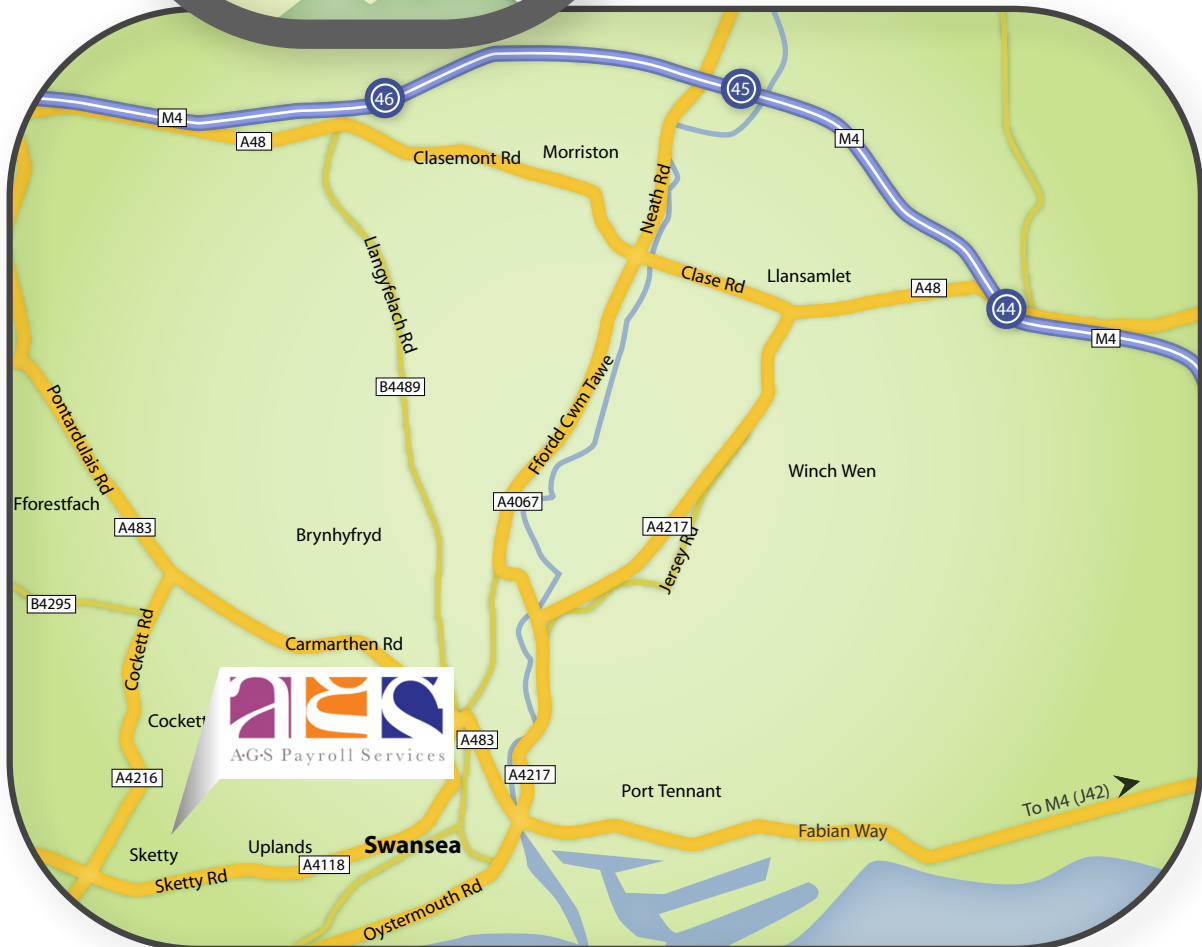 46
45
M4
M4
A48
Clasemont Rd
Morriston
Neath Rd
Llangyfelach Rd
Clase Rd
Llansamlet
A48
44
M4
B4489
Pontardulais Rd
Ffordd Cwm Tawe
Winch Wen
Fforestfach
A4067
A483
A4217
Brynhyfryd
Jersey Rd
B4295
Cockett Rd
Carmarthen Rd
Cockett
A·G·S Payroll Services
A483
A4216
A4217
Port Tennant
To M4 (J42)
Fabian Way
Sketty
Uplands
Swansea
A4118
Sketty Rd
Oystermouth Rd